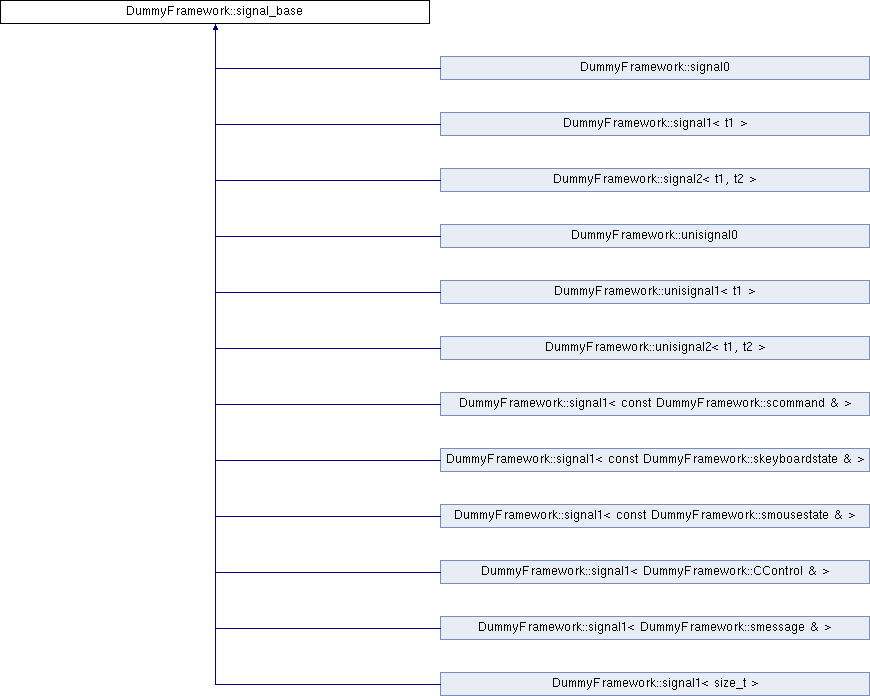 DummyFramework::signal_base
DummyFramework::signal0
DummyFramework::signal1< t1 >
DummyFramework::signal2< t1, t2 >
DummyFramework::unisignal0
DummyFramework::unisignal1< t1 >
DummyFramework::unisignal2< t1, t2 >
DummyFramework::signal1< const DummyFramework::scommand & >
DummyFramework::signal1< const DummyFramework::skeyboardstate & >
DummyFramework::signal1< const DummyFramework::smousestate & >
DummyFramework::signal1< DummyFramework::CControl & >
DummyFramework::signal1< DummyFramework::smessage & >
DummyFramework::signal1< size_t >